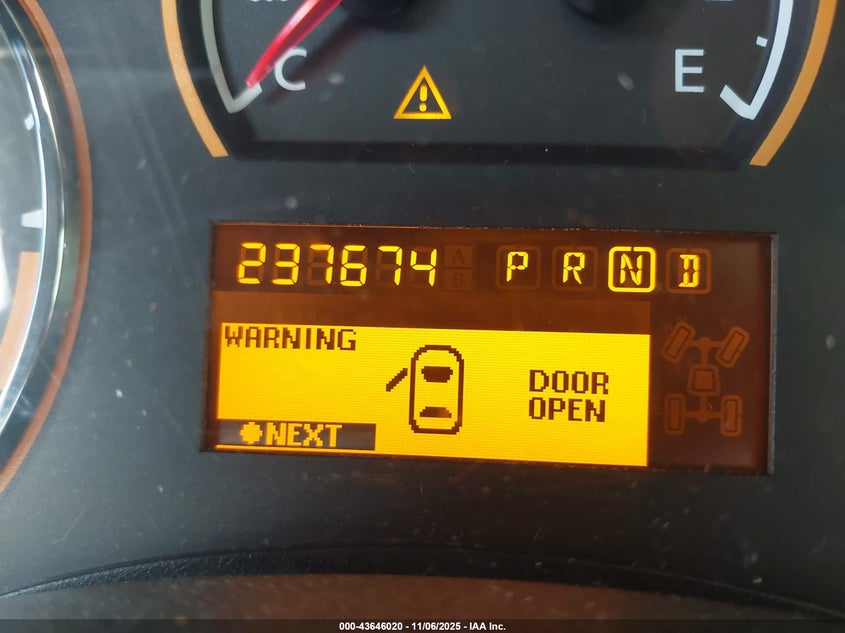 C
E
237674 P R N D
WARNING
DOOR
OPEN
NEXT
000-43646020 - 11/06/2025 - IAA Inc.